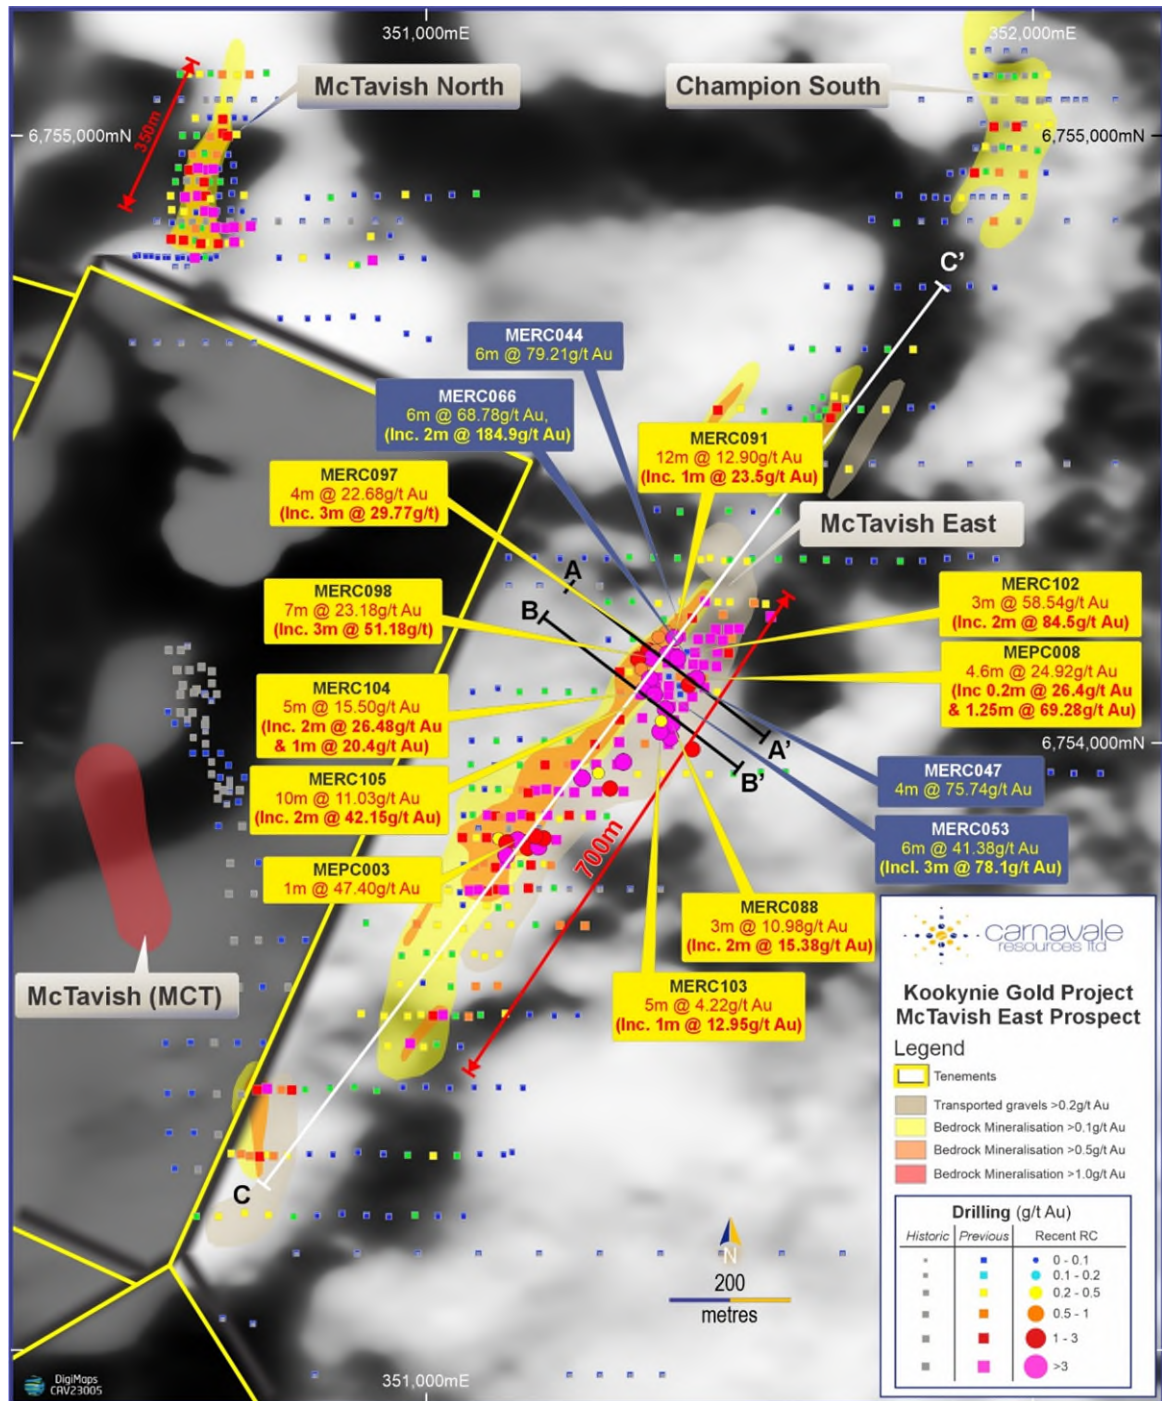 351,000mE
352,000mE
McTavish North
Champion South
6,755,000mN
6,755,000mN
350m
C’
MERC044
6m @ 79.21g/t Au
MERC066
6m @ 68.78g/t Au,
(Inc. 2m @ 184.9g/t Au)
MERC091
12m @ 12.90g/t Au
(Inc. 1m @ 23.5g/t Au)
MERC097
4m @ 22.68g/t Au
(Inc. 3m @ 29.77g/t)
McTavish East
A
B
MERC098
7m @ 23.18g/t Au
(Inc. 3m @ 51.18g/t)
MERC102
3m @ 58.54g/t Au
(Inc. 2m @ 84.5g/t Au)
MEPC008
4.6m @ 24.92g/t Au
(Inc 0.2m @ 26.4g/t Au
& 1.25m @ 69.28g/t Au)
MERC104
5m @ 15.50g/t Au
(Inc. 2m @ 26.48g/t Au
& 1m @ 20.4g/t Au)
A’
B’
6,754,000mN
MERC047
4m @ 75.74g/t Au
MERC105
10m @ 11.03g/t Au
(Inc. 2m @ 42.15g/t Au)
MERC053
6m @ 41.38g/t Au
(Incl. 3m @ 78.1g/t Au)
700m
MEPC003
1m @ 47.40g/t Au
MERC088
3m @ 10.98g/t Au
(Inc. 2m @ 15.38g/t Au)
MERC103
5m @ 4.22g/t Au
(Inc. 1m @ 12.95g/t Au)
McTavish (MCT)
C
N
200
metres
351,000mE
DigiMaps
CAV23005
carnavale
resources ltd
Kookynie Gold Project
McTavish East Prospect
Legend
Tenements
Transported gravels >0.2g/t Au
Bedrock Mineralisation >0.1g/t Au
Bedrock Mineralisation >0.5g/t Au
Bedrock Mineralisation >1.0g/t Au
Drilling (g/t Au)
Historic Previous Recent RC
0 - 0.1
0.1 - 0.2
0.2 - 0.5
0.5 - 1
1 - 3
>3